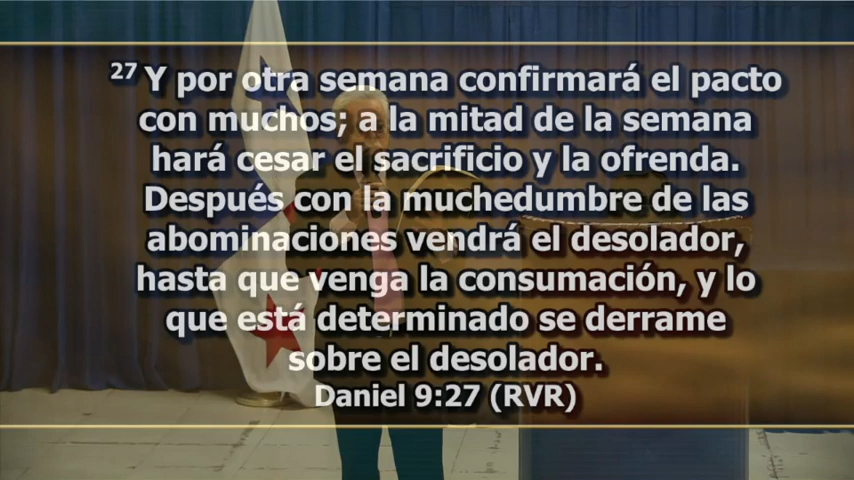 27 Y por otra semana confirmará el pacto
con muchos; a la mitad de la semana
hará cesar el sacrificio y la ofrenda.
Después con la muchedumbre de las
abominaciones vendrá el desolador,
hasta que venga la consumación, y lo
que está determinado se derrame
sobre el desolador.
Daniel 9:27 (RVR)